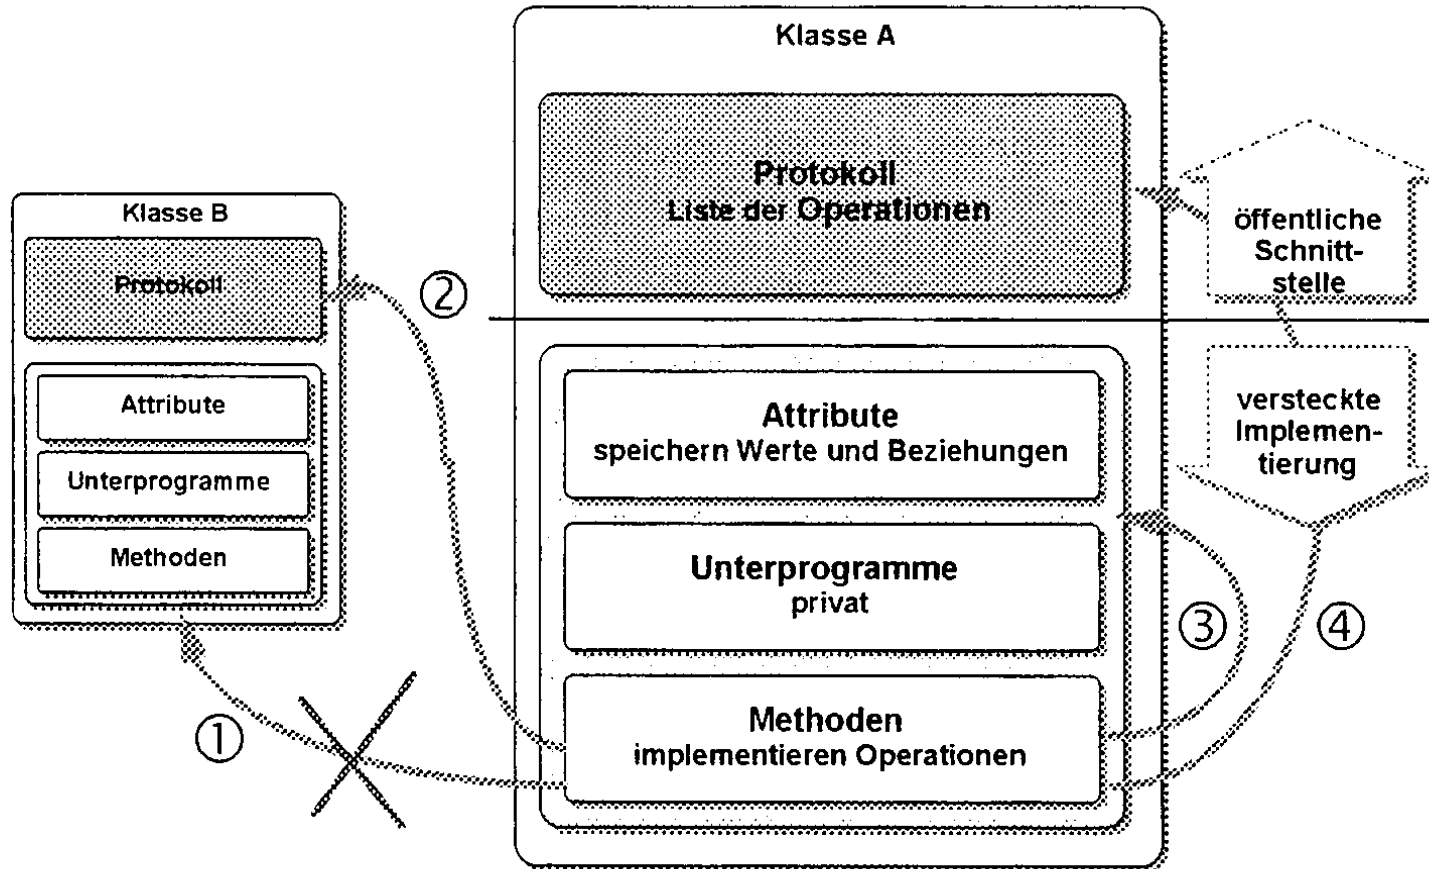 Klasse A
Protokoll
Liste der Operationen
öffentliche
Schnitt-
stelle
Klasse B
Protokoll
Attribute
Unterprogramme
Methoden
②
Attribute
speichern Werte und Beziehungen
Unterprogramme
privat
Methoden
implementieren Operationen
versteckte
Implemen-
tierung
③
④
①